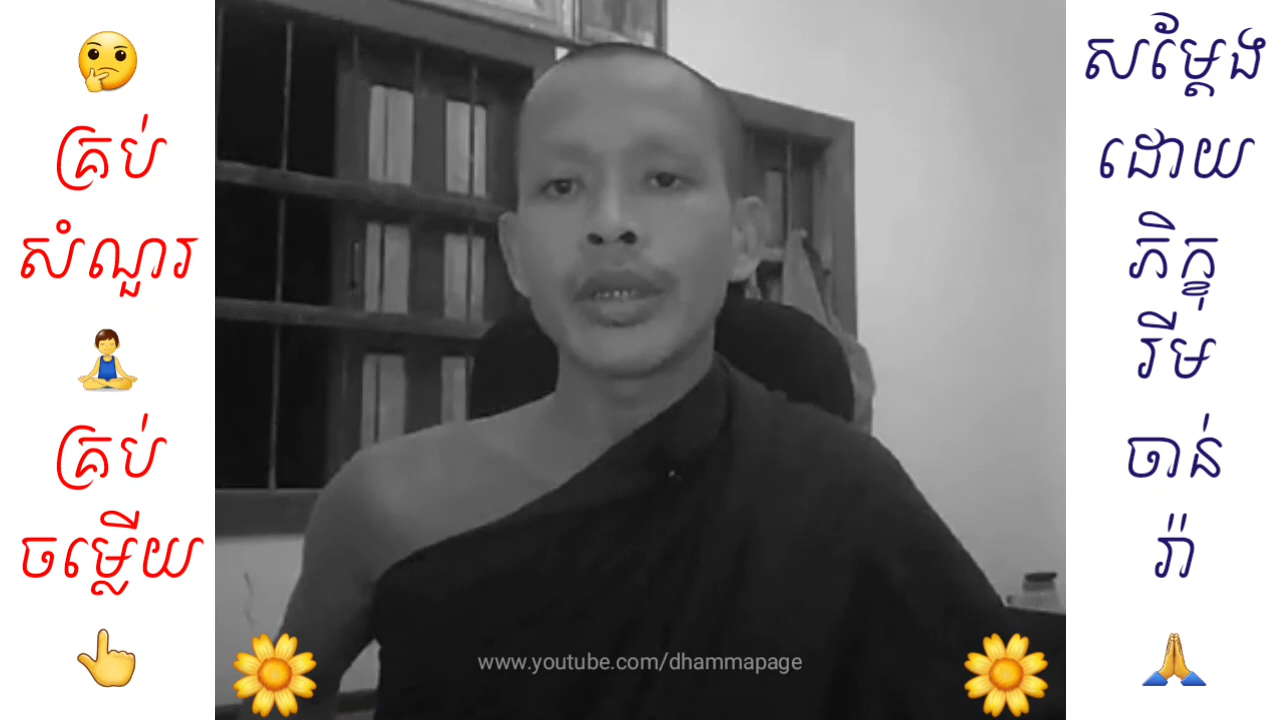 គ្រប់
សំណួរ
គ្រប់
ចម្លើយ
សម្តែង
ដោយ
ភិក្ខុ
រីម
ចាន់
រ៉ា
www.youtube.com/dhammapage